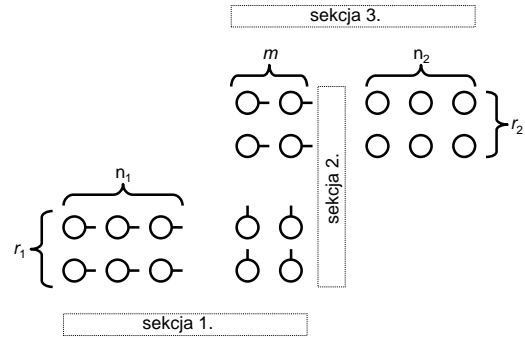 sekcja 3.
m
n2
r2
sekcja 2.
n1
r1
sekcja 1.